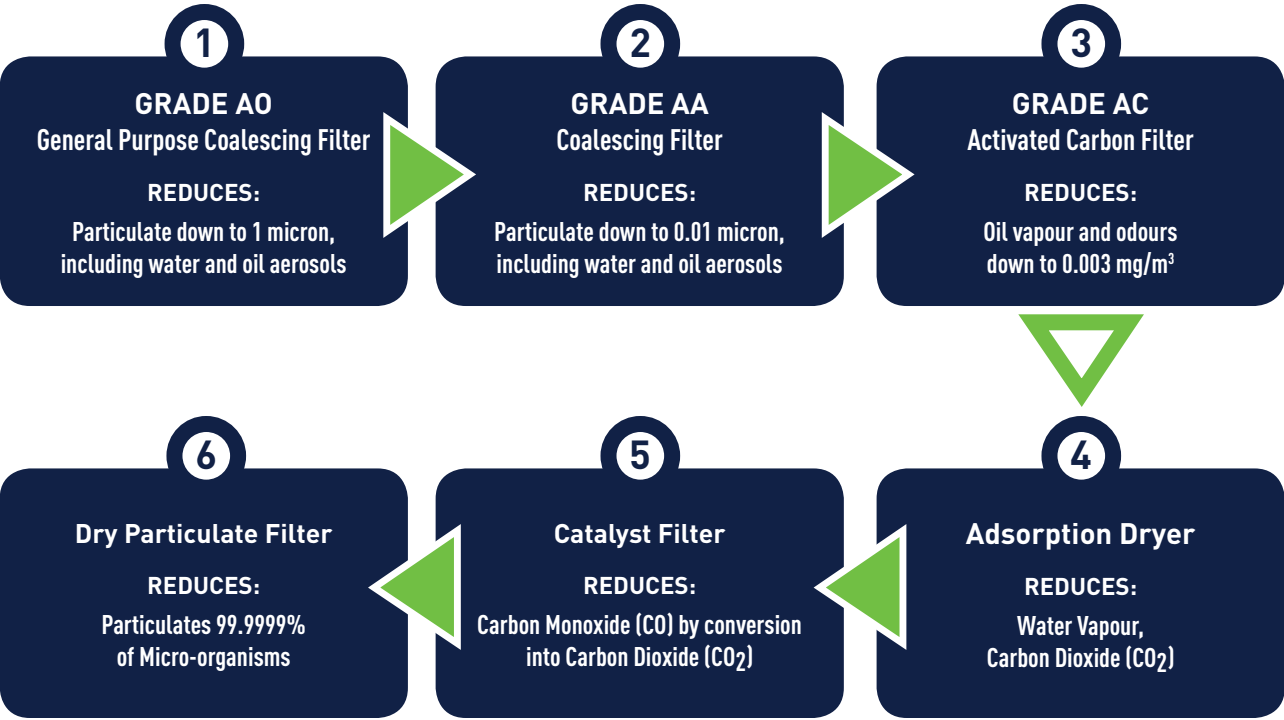 1
GRADE AO
General Purpose Coalescing Filter
REDUCES:
Particulate down to 1 micron,
including water and oil aerosols
2
GRADE AA
Coalescing Filter
REDUCES:
Particulate down to 0.01 micron,
including water and oil aerosols
3
GRADE AC
Activated Carbon Filter
REDUCES:
Oil vapour and odours
down to 0.003 mg/m³
4
Adsorption Dryer
REDUCES:
Water Vapour,
Carbon Dioxide (CO₂)
5
Catalyst Filter
REDUCES:
Carbon Monoxide (CO) by conversion
into Carbon Dioxide (CO₂)
6
Dry Particulate Filter
REDUCES:
Particulates 99.9999%
of Micro-organisms